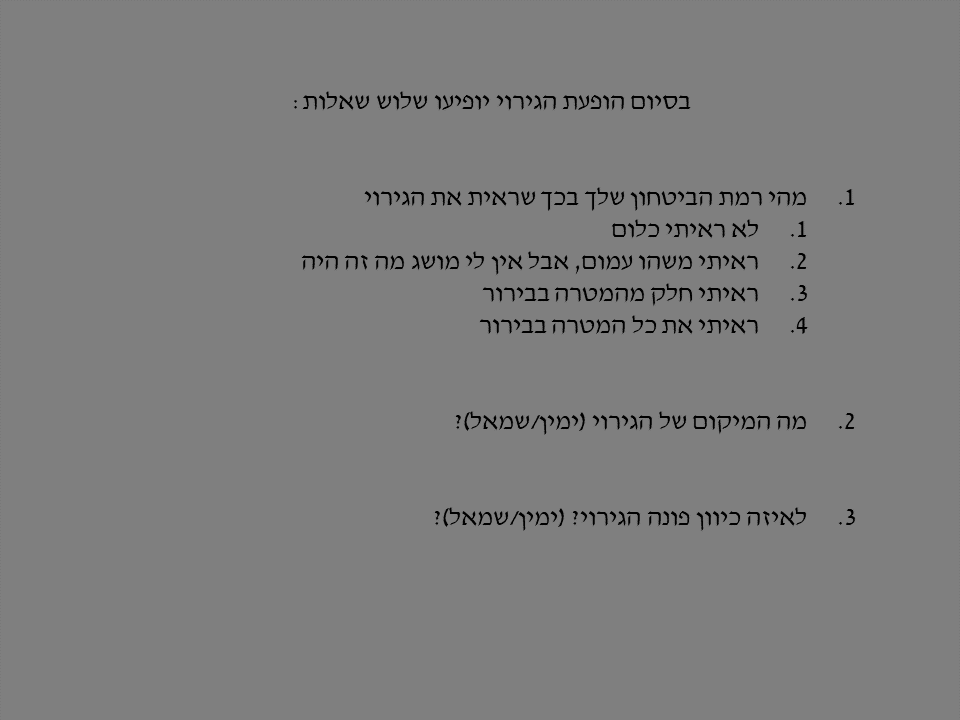 בסיום הופעת הגירוי יופיעו שלוש שאלות:
1. מהי רמת הביטחון שלך בכך שראית את הגירוי
1. לא ראיתי כלום
2. ראיתי משהו עמום, אבל אין לי מושג מה זה היה
3. ראיתי חלק מהמטרה בבירור
4. ראיתי את כל המטרה בבירור
2. מה המיקום של הגירוי (ימין/שמאל)?
3. לאיזה כיוון פונה הגירוי? (ימין/שמאל)?